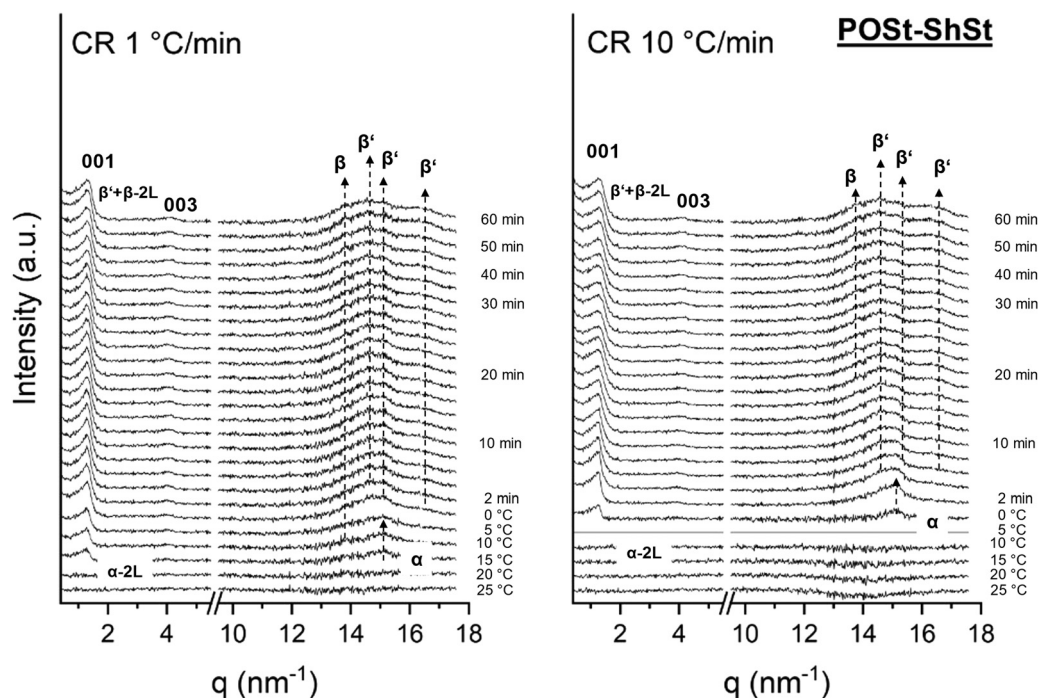 CR 1 °C/min
001
β‘+β-2L
003
β
β‘
β‘
β‘
60 min
50 min
40 min
30 min
20 min
10 min
2 min
0 °C
5 °C
10 °C
15 °C
20 °C
25 °C
α-2L
α
Intensity (a.u.)
2
4
10
12
14
16
18
q (nm⁻¹)
CR 10 °C/min
POSt-ShSt
001
β‘+β-2L
003
β
β‘
β‘
β‘
60 min
50 min
40 min
30 min
20 min
10 min
2 min
0 °C
5 °C
10 °C
15 °C
20 °C
25 °C
α-2L
α
2
4
10
12
14
16
18
q (nm⁻¹)